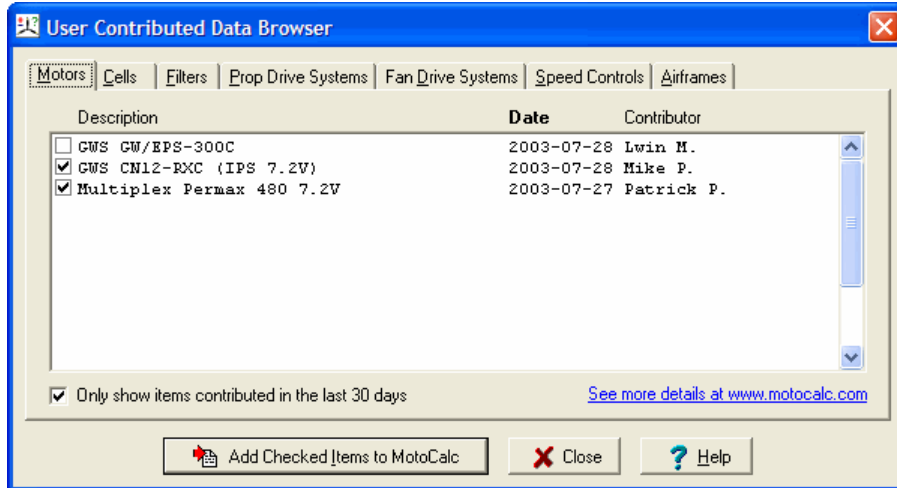 User Contributed Data Browser
Motors Cells Filters Prop Drive Systems Fan Drive Systems Speed Controls Airframes
Description Date Contributor
GWS GW/EPS-300C 2003-07-28 Lwin M.
GWS CN12-RXC (IPS 7.2V) 2003-07-28 Mike P.
Multiplex Permax 480 7.2V 2003-07-27 Patrick P.
Only show items contributed in the last 30 days See more details at www.motocalc.com
Add Checked Items to MotoCalc Close Help